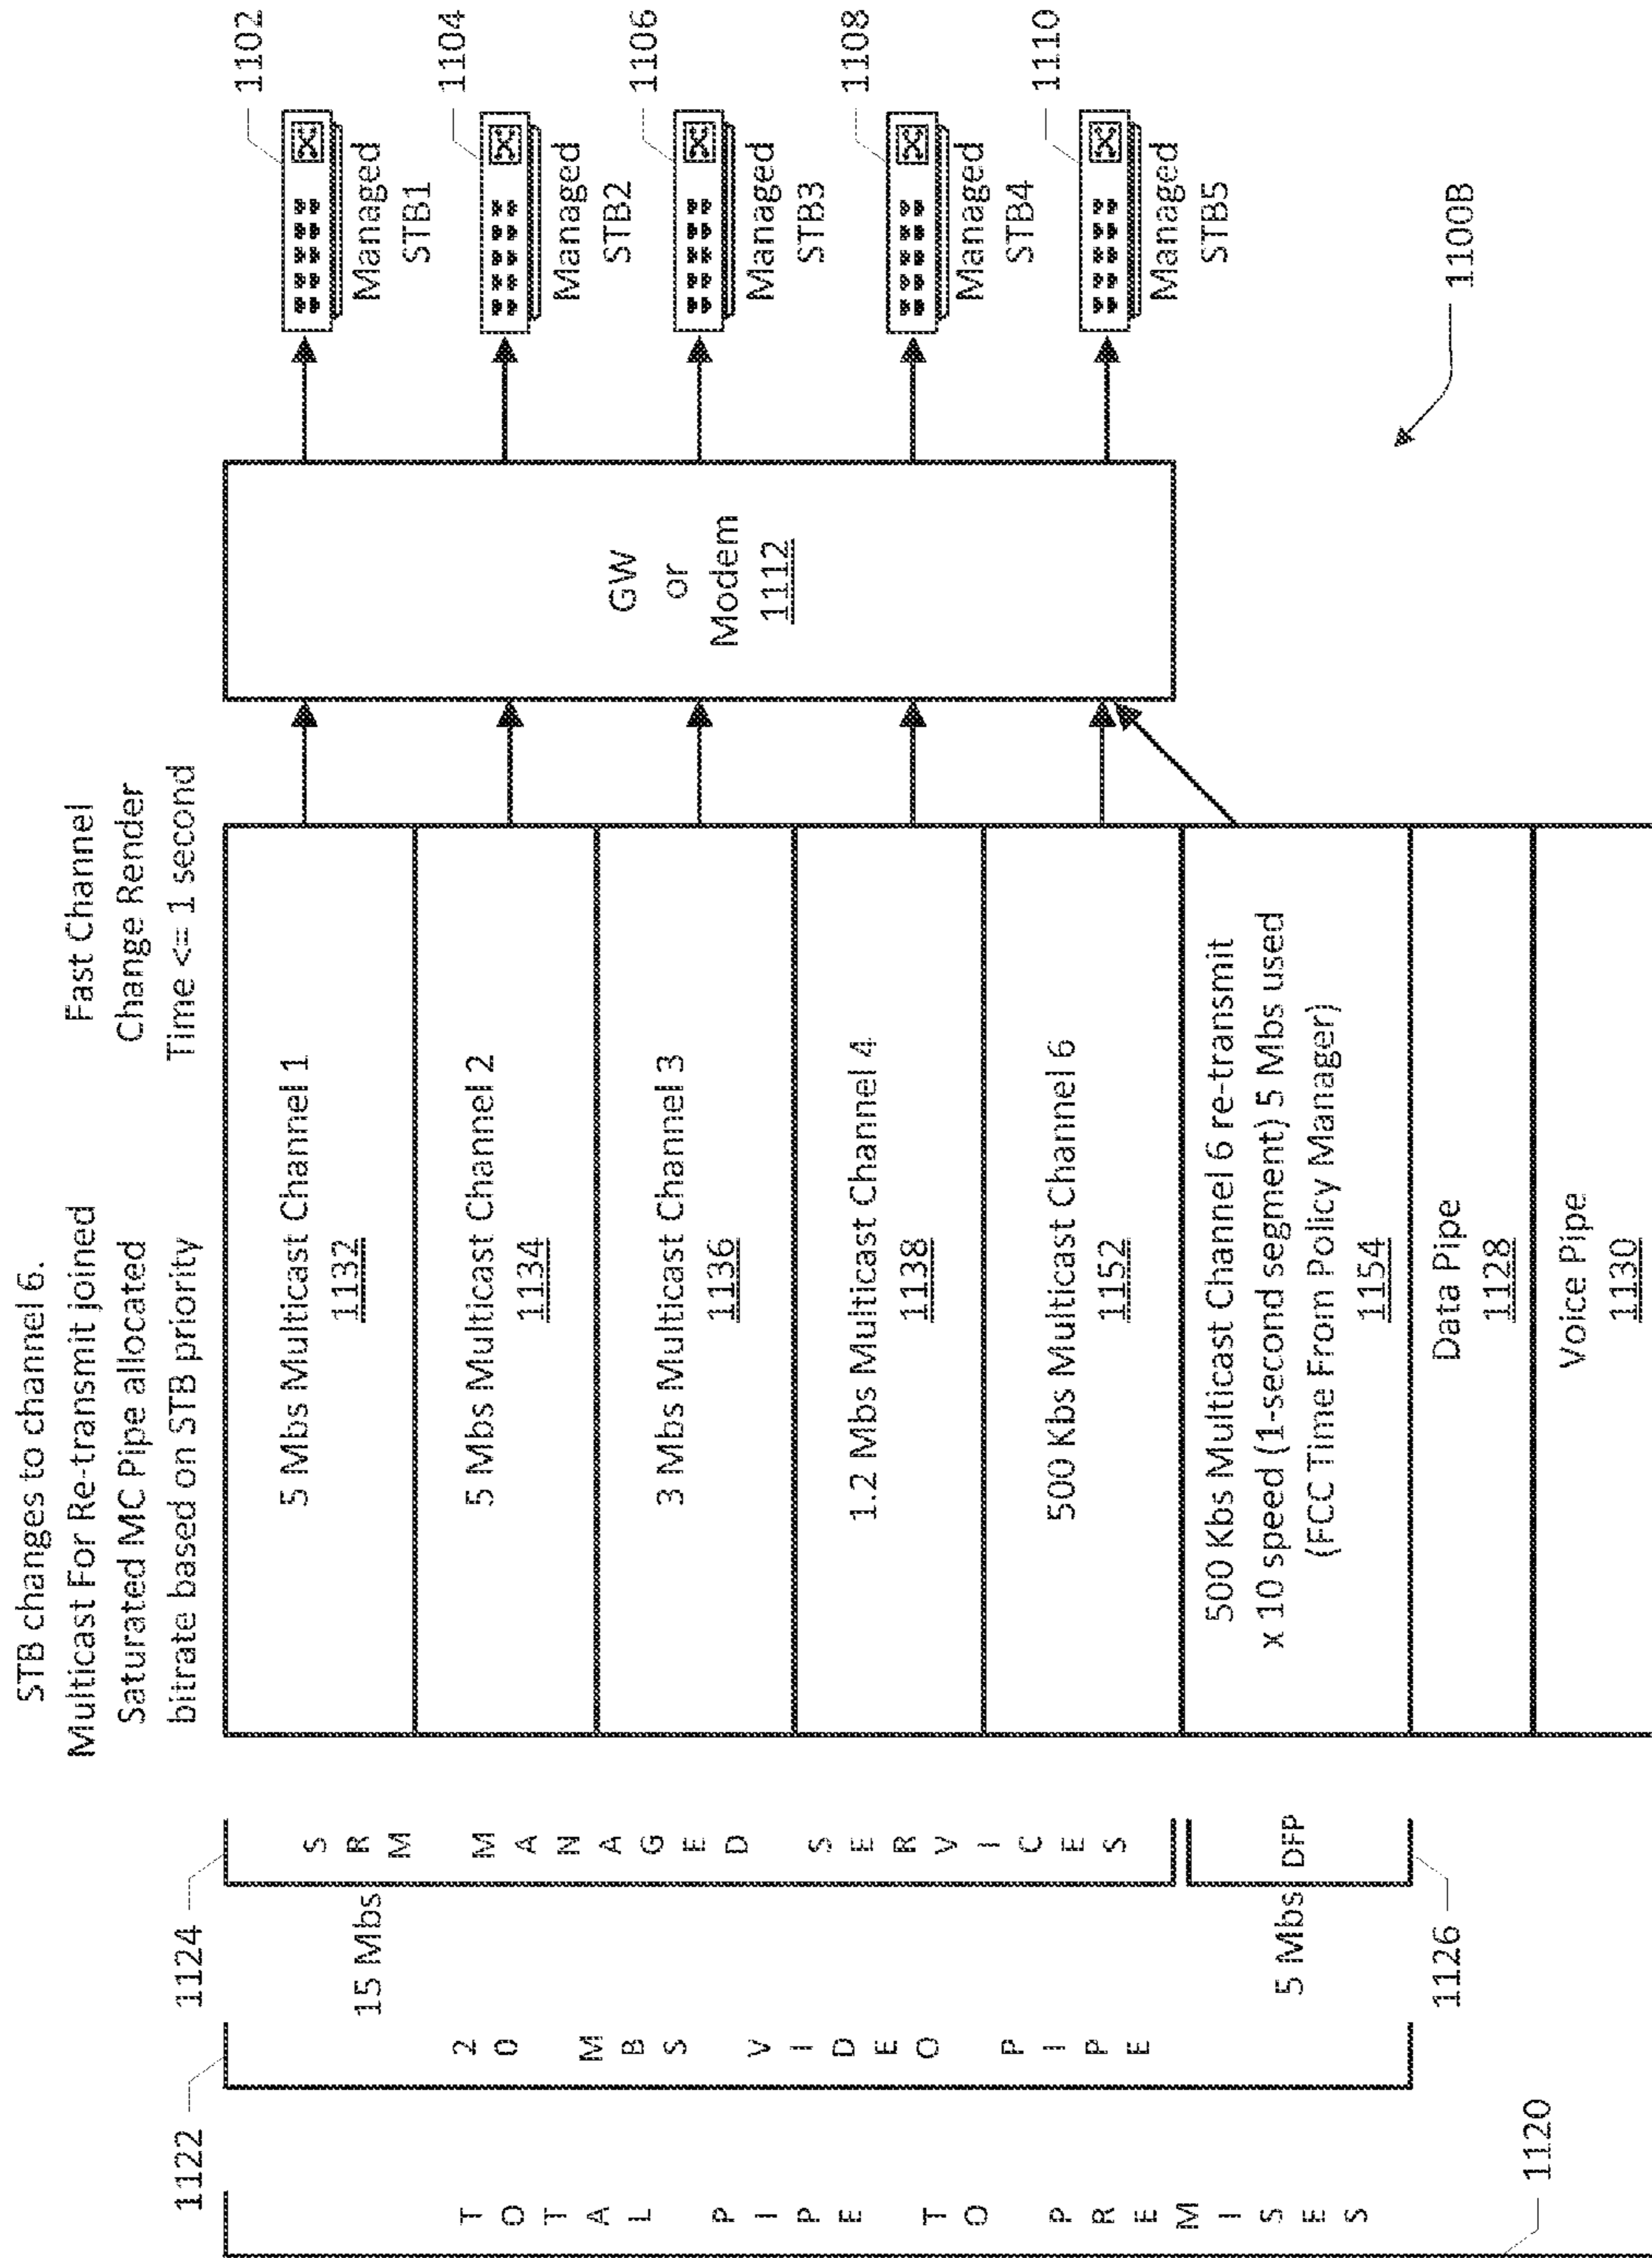 STB changes to channel 6.
Multicast For Re-transmit joined
Saturated MC Pipe allocated
bitrate based on STB priority
Fast Channel
Change Render
Time <= 1 second
1122
1124
TOTAL PIPE TO PREMISES
1120
20 MBS VIDEO PIPE
15 Mbs
SRM MANAGED SERVICES
5 Mbs DFP
1126
5 Mbs Multicast Channel 1
1132
5 Mbs Multicast Channel 2
1134
3 Mbs Multicast Channel 3
1136
1.2 Mbs Multicast Channel 4
1138
500 Kbs Multicast Channel 6
1152
500 Kbs Multicast Channel 6 re-transmit
x 10 speed (1-second segment) 5 Mbs used
(FCC Time From Policy Manager)
1154
Data Pipe
1128
Voice Pipe
1130
GW
or
Modem
1112
1102
Managed
STB1
1104
Managed
STB2
1106
Managed
STB3
1108
Managed
STB4
1110
Managed
STB5
1100B